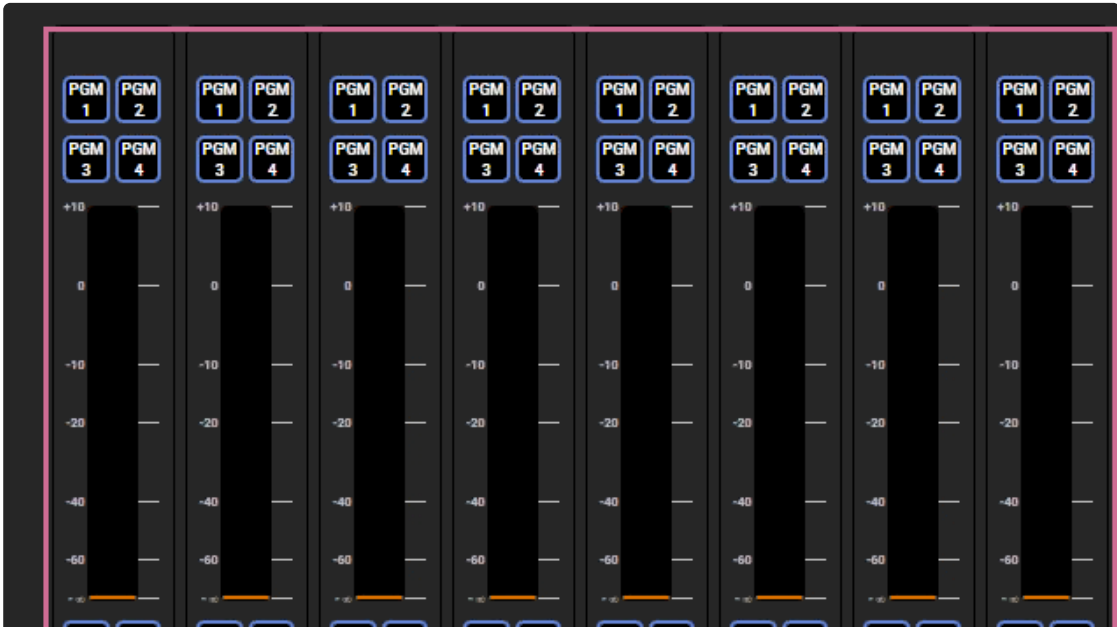 PGM 1 PGM 2 PGM 1 PGM 2 PGM 1 PGM 2 PGM 1 PGM 2 PGM 1 PGM 2 PGM 1 PGM 2 PGM 1 PGM 2 PGM 1 PGM 2
PGM 3 PGM 4 PGM 3 PGM 4 PGM 3 PGM 4 PGM 3 PGM 4 PGM 3 PGM 4 PGM 3 PGM 4 PGM 3 PGM 4 PGM 3 PGM 4
+10 +10 +10 +10 +10 +10 +10 +10
0 0 0 0 0 0 0 0
-10 -10 -10 -10 -10 -10 -10 -10
-20 -20 -20 -20 -20 -20 -20 -20
-40 -40 -40 -40 -40 -40 -40 -40
-60 -60 -60 -60 -60 -60 -60 -60
-∞ -∞ -∞ -∞ -∞ -∞ -∞ -∞